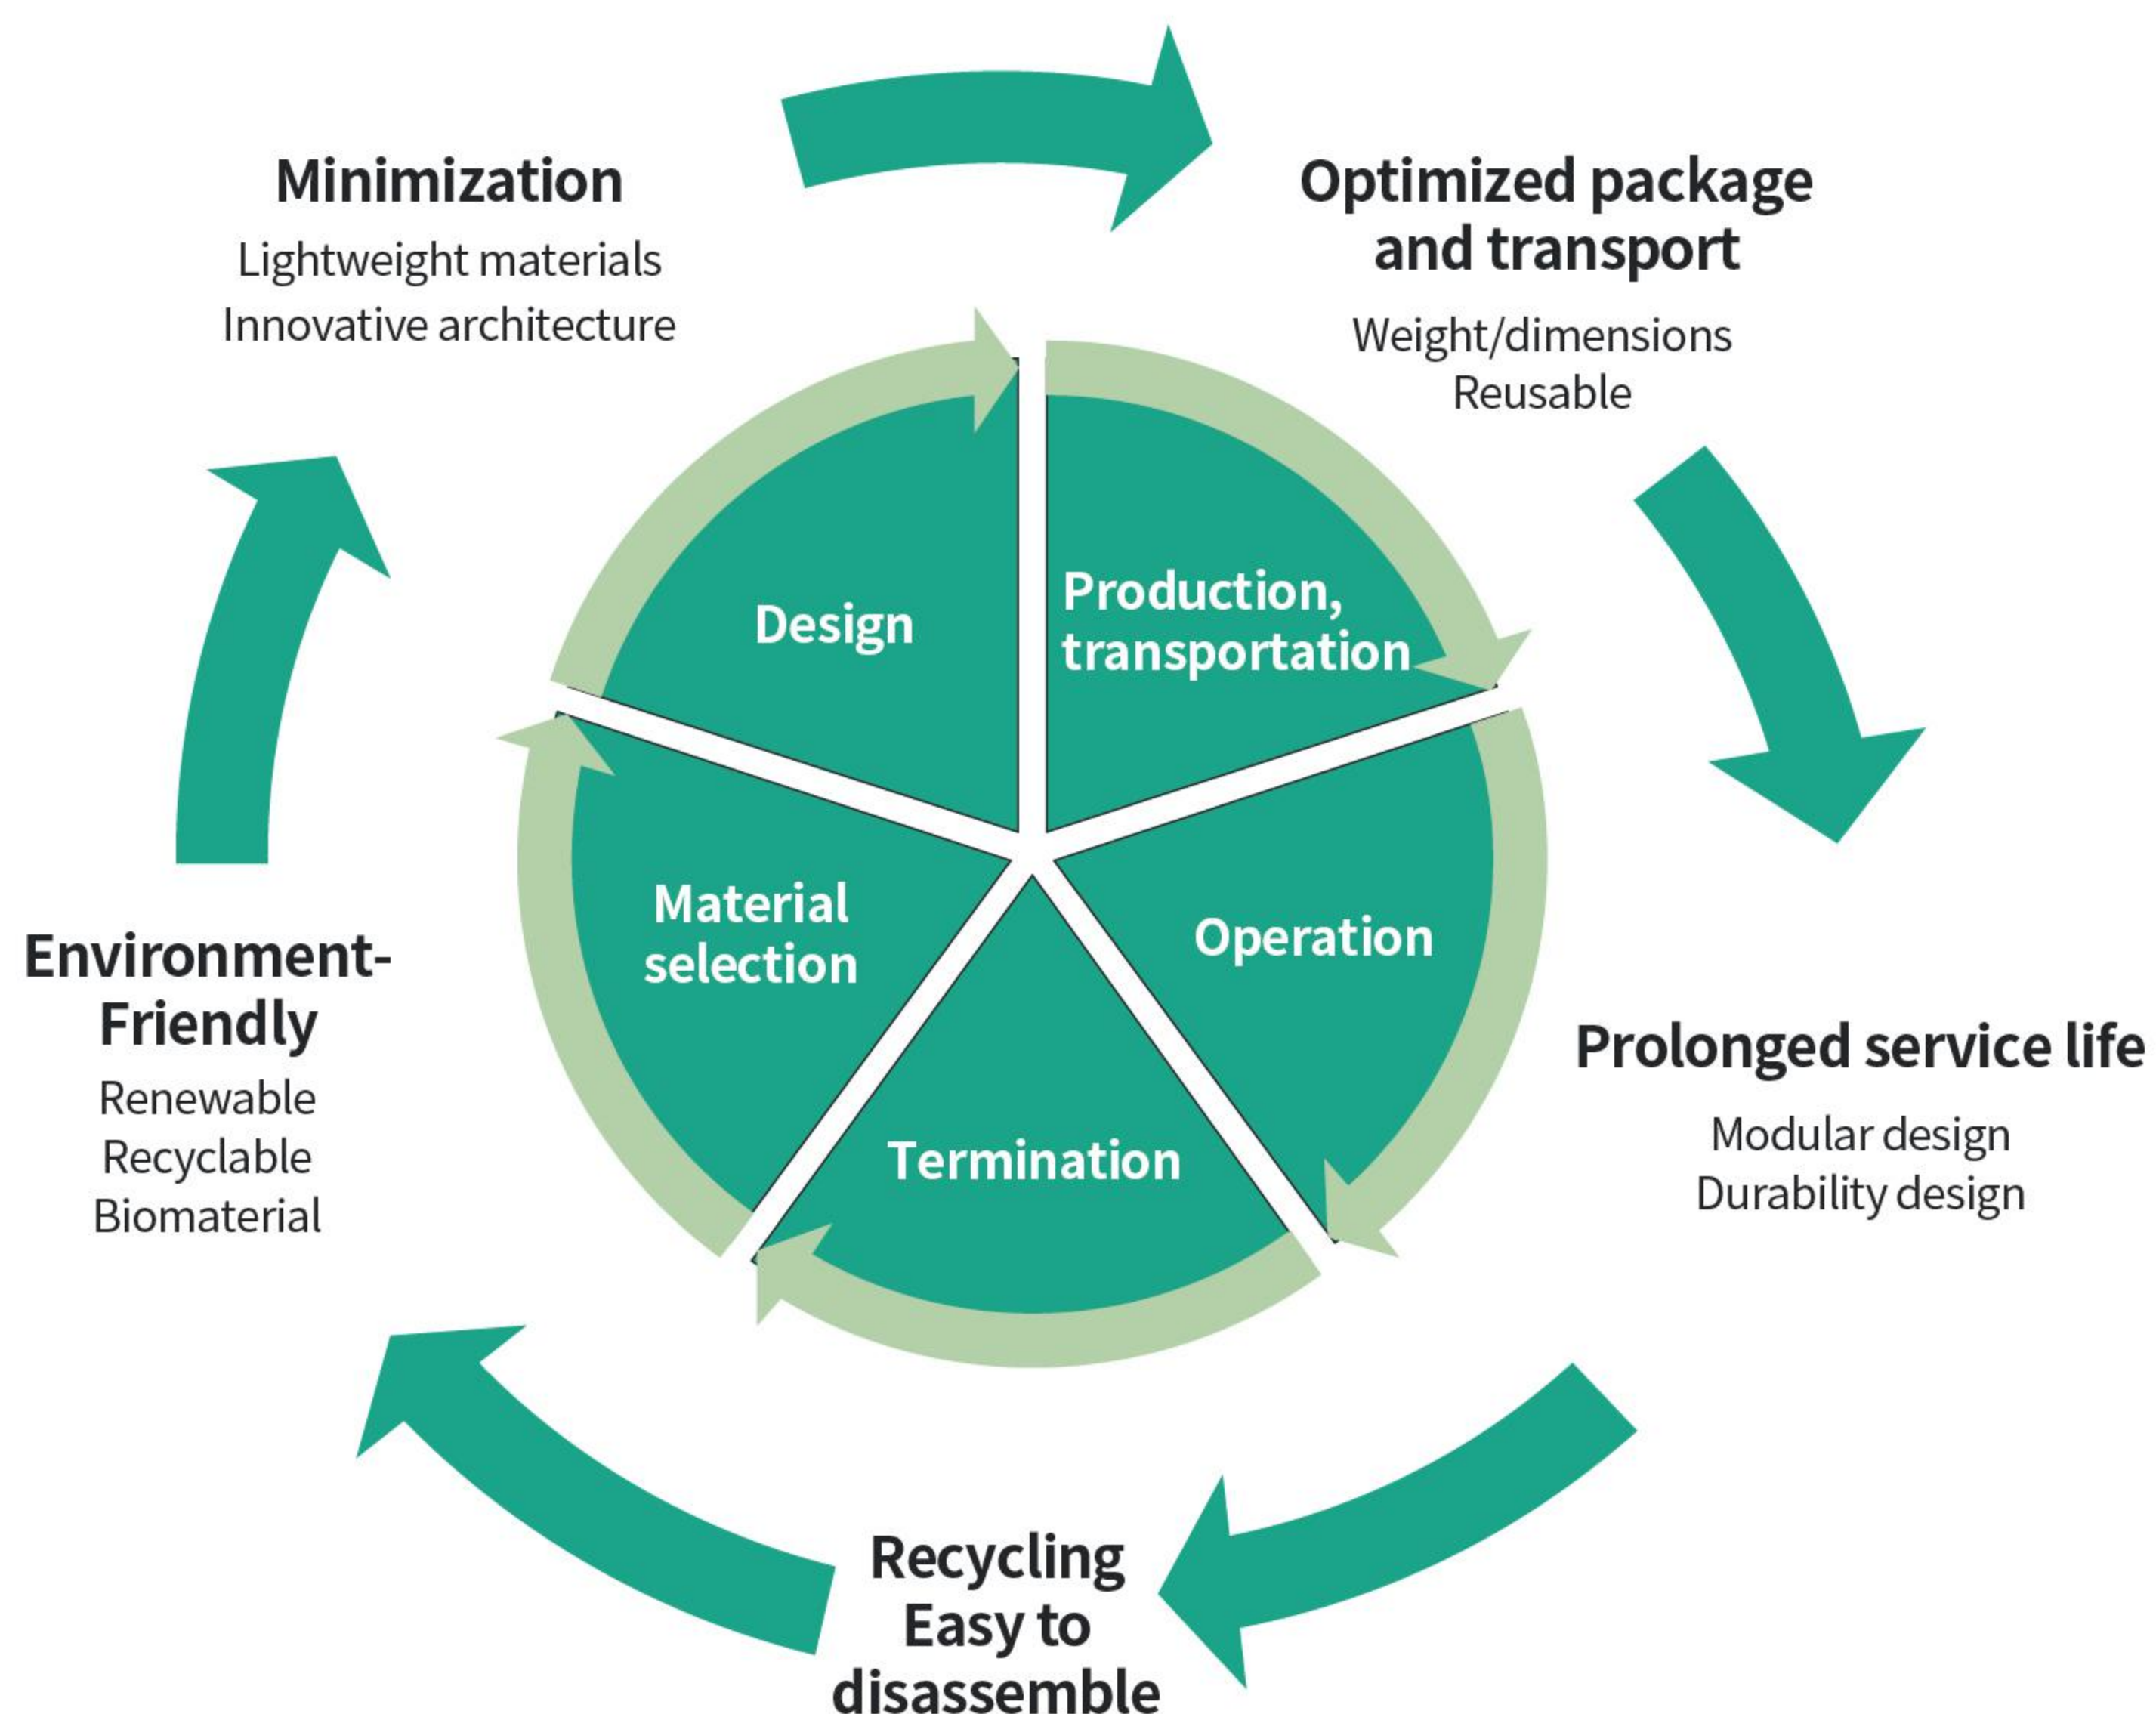 Minimization
Lightweight materials
Innovative architecture
Optimized package
and transport
Weight/dimensions
Reusable
Design
Production,
transportation
Material
selection
Operation
Termination
Environment-
Friendly
Renewable
Recyclable
Biomaterial
Prolonged service life
Modular design
Durability design
Recycling
Easy to
disassemble